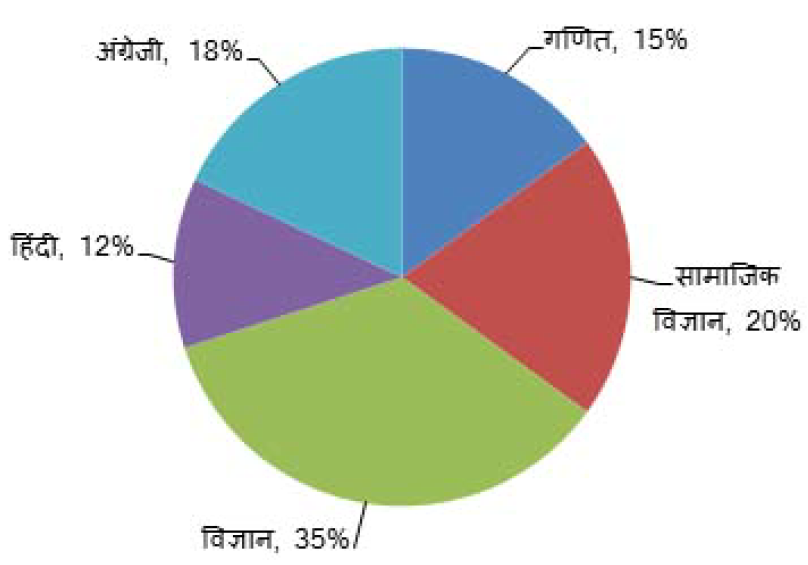 गणित, 15%
अंग्रेजी, 18%
हिंदी, 12%
सामाजिक
विज्ञान, 20%
विज्ञान, 35%